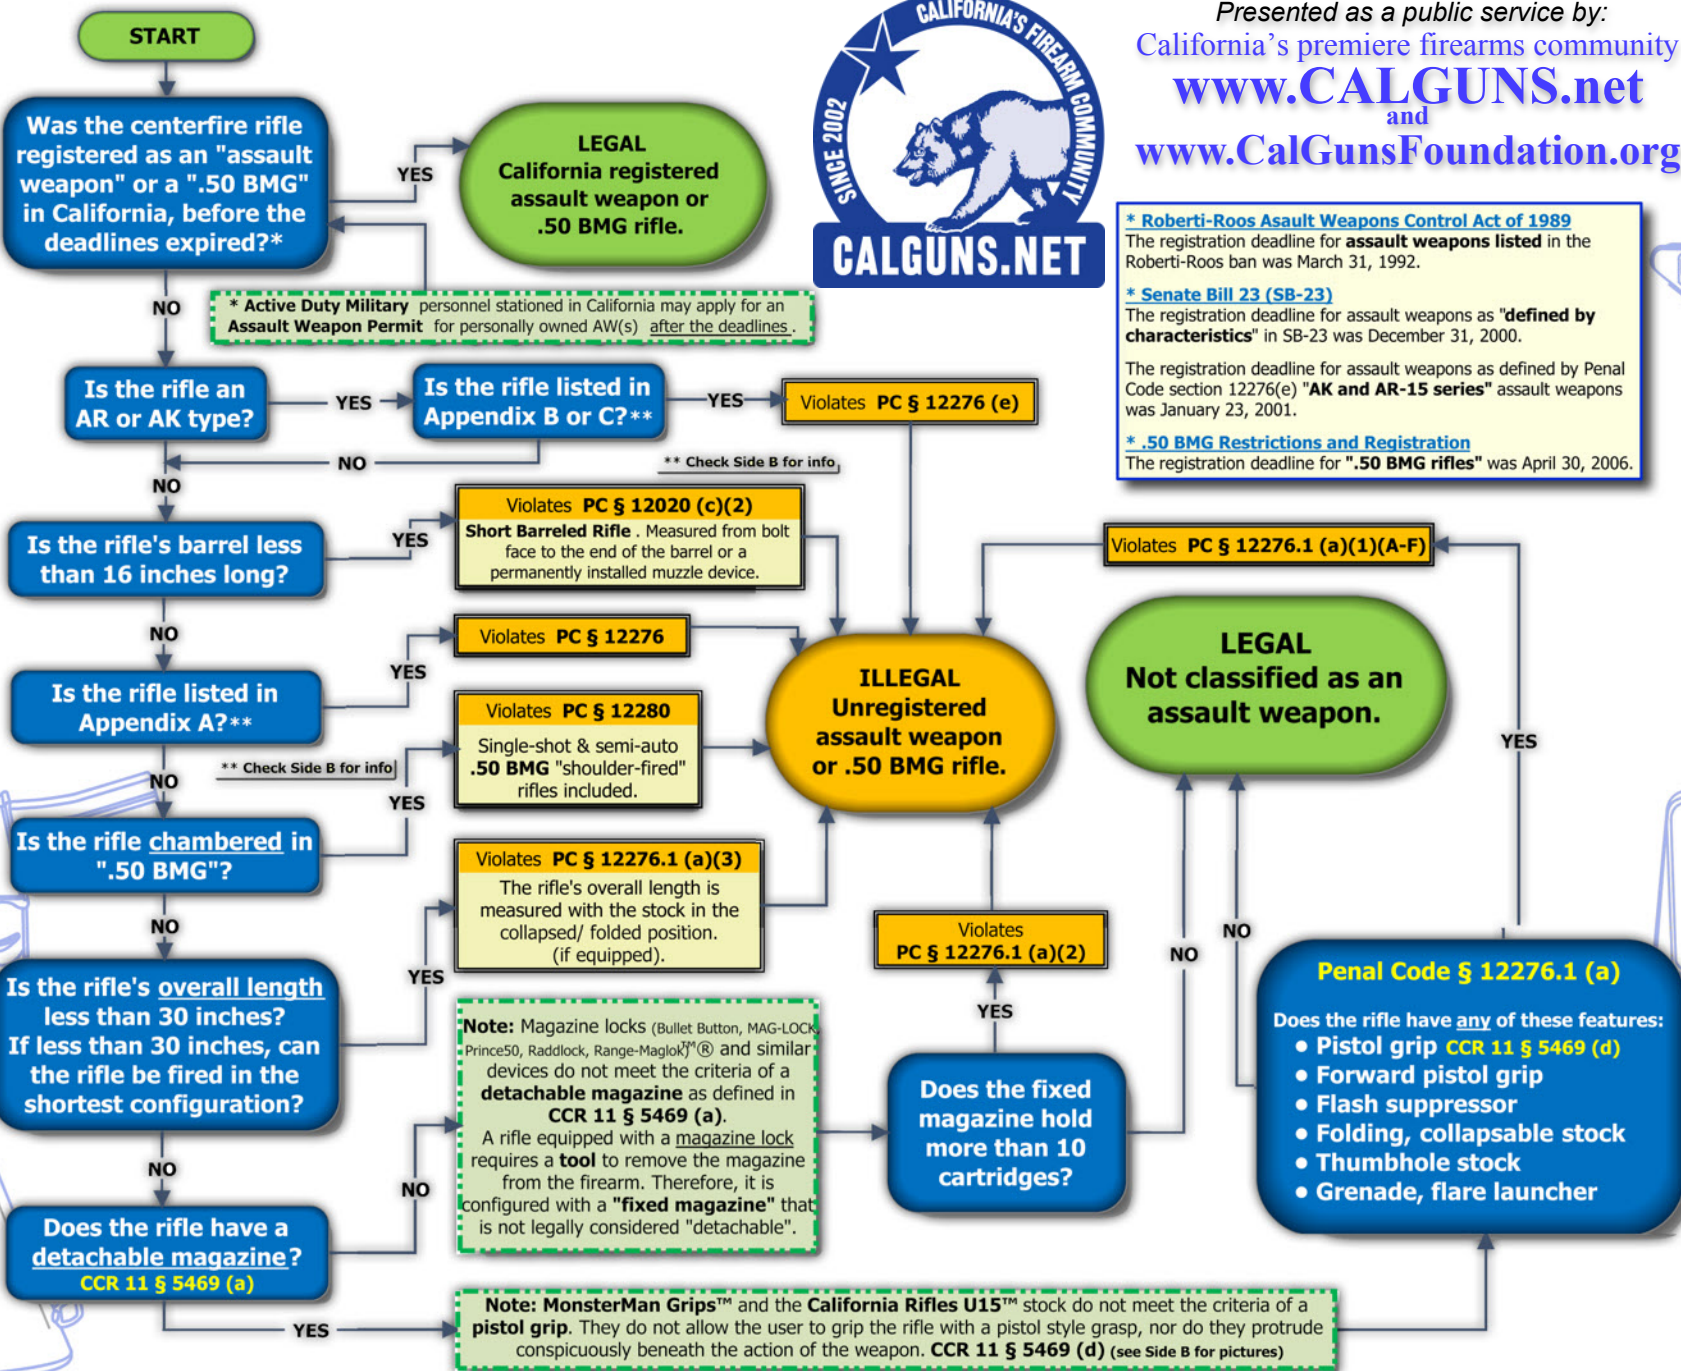 START
Was the centerfire rifle
registered as an "assault
weapon" or a ".50 BMG"
in California, before the
deadlines expired?*
YES
LEGAL
California registered
assault weapon or
.50 BMG rifle.
CALIFORNIA'S FIREARM COMMUNITY
SINCE 2002
CALGUNS.NET
Presented as a public service by:
California's premiere firearms community
www.CALGUNS.net
and
www.CalGunsFoundation.org
* Roberti-Roos Asault Weapons Control Act of 1989
The registration deadline for assault weapons listed in the
Roberti-Roos ban was March 31, 1992.
* Senate Bill 23 (SB-23)
The registration deadline for assault weapons as "defined by
characteristics" in SB-23 was December 31, 2000.
The registration deadline for assault weapons as defined by Penal
Code section 12276(e) "AK and AR-15 series" assault weapons
was January 23, 2001.
* .50 BMG Restrictions and Registration
The registration deadline for ".50 BMG rifles" was April 30, 2006.
NO
* Active Duty Military personnel stationed in California may apply for an
Assault Weapon Permit for personally owned AW(s) after the deadlines.
Is the rifle an
AR or AK type?
YES
Is the rifle listed in
Appendix B or C?**
YES
Violates PC § 12276 (e)
NO
** Check Side B for info
NO
Is the rifle's barrel less
than 16 inches long?
YES
Violates PC § 12020 (c)(2)
Short Barreled Rifle . Measured from bolt
face to the end of the barrel or a
permanently installed muzzle device.
Violates PC § 12276.1 (a)(1)(A-F)
NO
Violates PC § 12276
YES
Is the rifle listed in
Appendix A?**
ILLEGAL
Unregistered
assault weapon
or .50 BMG rifle.
LEGAL
Not classified as an
assault weapon.
YES
** Check Side B for info
NO
Violates PC § 12280
Single-shot & semi-auto
.50 BMG "shoulder-fired"
rifles included.
YES
Is the rifle chambered in
".50 BMG"?
Violates PC § 12276.1 (a)(3)
The rifle's overall length is
measured with the stock in the
collapsed/ folded position.
(if equipped).
NO
YES
Is the rifle's overall length
less than 30 inches?
If less than 30 inches, can
the rifle be fired in the
shortest configuration?
Violates
PC § 12276.1 (a)(2)
YES
NO
NO
Note: Magazine locks (Bullet Button, MAG-LOCK,
Prince50, Raddlock, Range-Maglok)™® and similar
devices do not meet the criteria of a
detachable magazine as defined in
CCR 11 § 5469 (a).
A rifle equipped with a magazine lock
requires a tool to remove the magazine
from the firearm. Therefore, it is
configured with a "fixed magazine" that
is not legally considered "detachable".
Does the fixed
magazine hold
more than 10
cartridges?
Penal Code § 12276.1 (a)
Does the rifle have any of these features:
• Pistol grip CCR 11 § 5469 (d)
• Forward pistol grip
• Flash suppressor
• Folding, collapsable stock
• Thumbhole stock
• Grenade, flare launcher
NO
NO
Does the rifle have a
detachable magazine?
CCR 11 § 5469 (a)
YES
Note: MonsterMan Grips™ and the California Rifles U15™ stock do not meet the criteria of a
pistol grip. They do not allow the user to grip the rifle with a pistol style grasp, nor do they protrude
conspicuously beneath the action of the weapon. CCR 11 § 5469 (d) (see Side B for pictures)